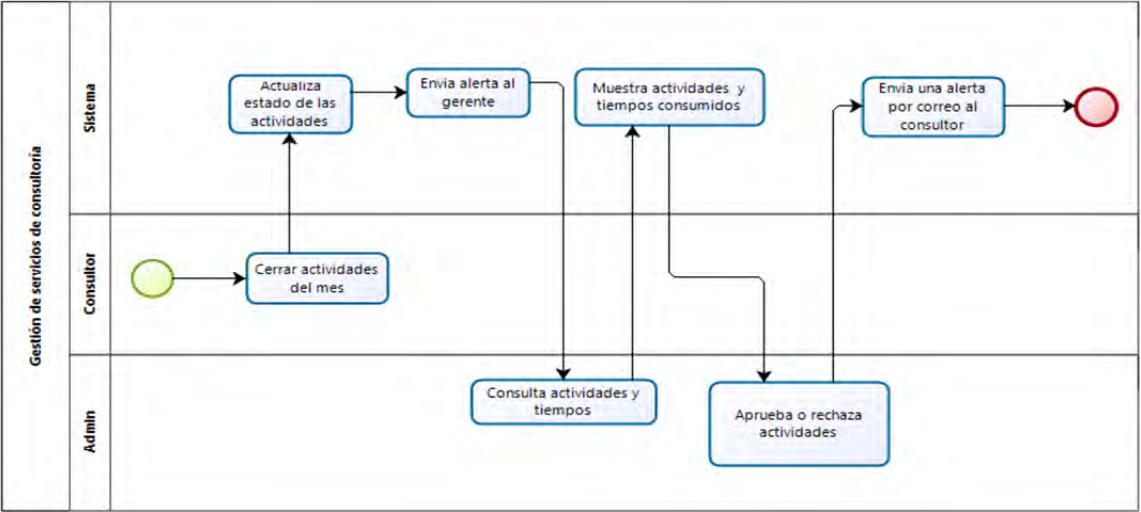 Gestión de servicios de consultoria
Sistema
Actualiza
estado de las
actividades
Envia alerta al
gerente
Muestra actividades y
tiempos consumidos
Envia una alerta
por correo al
consultor
Consultor
Cerrar actividades
del mes
Admin
Consulta actividades y
tiempos
Aprueba o rechaza
actividades